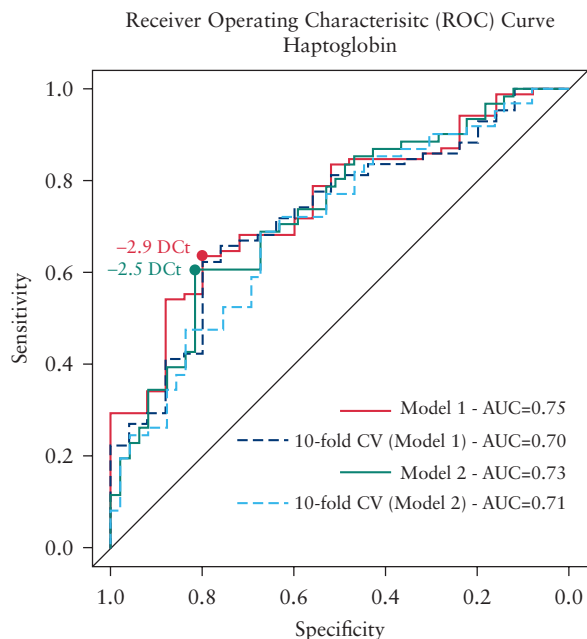 Receiver Operating Characterisitc (ROC) Curve
Haptoglobin
1.0
0.8
0.6
0.4
0.2
0.0
Sensitivity
−2.9 DCt
−2.5 DCt
Model 1 - AUC=0.75
10-fold CV (Model 1) - AUC=0.70
Model 2 - AUC=0.73
10-fold CV (Model 2) - AUC=0.71
1.0 0.8 0.6 0.4 0.2 0.0
Specificity